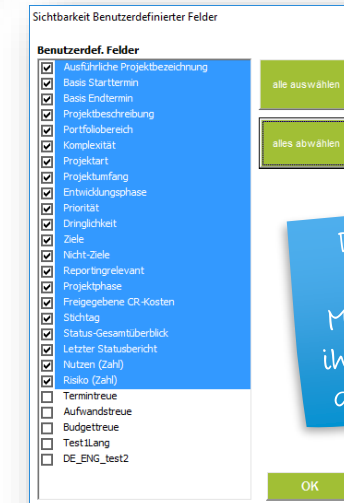 Sichtbarkeit Benutzerdefinierter Felder
Benutzerdef. Felder
Ausführliche Projektbezeichnung
Basis Starttermin
Basis Endtermin
Projektbeschreibung
Portfoliobereich
Komplexität
Projektart
Projektumfang
Entwicklungsphase
Priorität
Dringlichkeit
Ziele
Nicht-Ziele
Reportingrelevant
Projektphase
Freigegebene CR-Kosten
Stichtag
Status-Gesamtüberblick
Letzter Statusbericht
Nutzen (Zahl)
Risiko (Zahl)
Termintreue
Aufwandstreue
Budgettreue
Test1Lang
DE_ENG_test2
alle auswählen
alles abwählen
OK